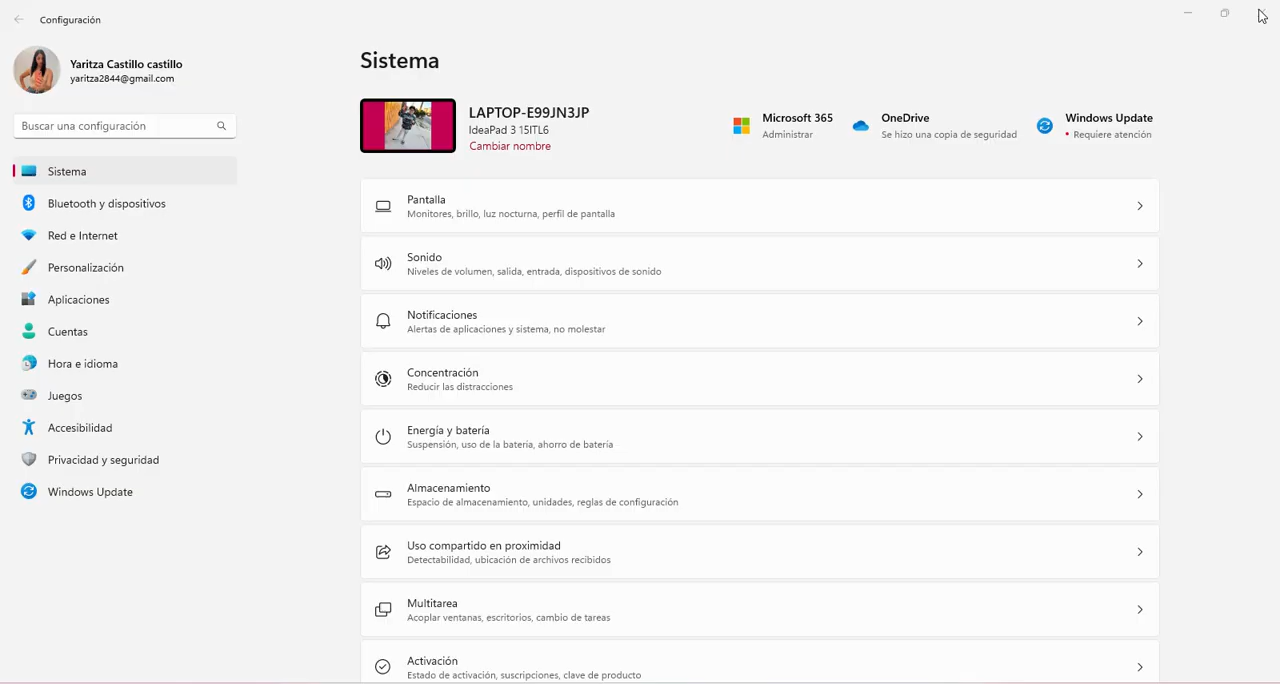 Configuración
Yaritza Castillo castillo
yaritza2844@gmail.com
Buscar una configuración
Sistema
Bluetooth y dispositivos
Red e Internet
Personalización
Aplicaciones
Cuentas
Hora e idioma
Juegos
Accesibilidad
Privacidad y seguridad
Windows Update
Sistema
LAPTOP-E99JN3JP
IdeaPad 3 15ITL6
Cambiar nombre
Microsoft 365
Administrar
OneDrive
Se hizo una copia de seguridad
Windows Update
• Requiere atención
Pantalla
Monitores, brillo, luz nocturna, perfil de pantalla
Sonido
Niveles de volumen, salida, entrada, dispositivos de sonido
Notificaciones
Alertas de aplicaciones y sistema, no molestar
Concentración
Reducir las distracciones
Energía y batería
Suspensión, uso de la batería, ahorro de batería
Almacenamiento
Espacio de almacenamiento, unidades, reglas de configuración
Uso compartido en proximidad
Detectabilidad, ubicación de archivos recibidos
Multitarea
Acoplar ventanas, escritorios, cambio de tareas
Activación
Estado de activación, suscripciones, clave de producto